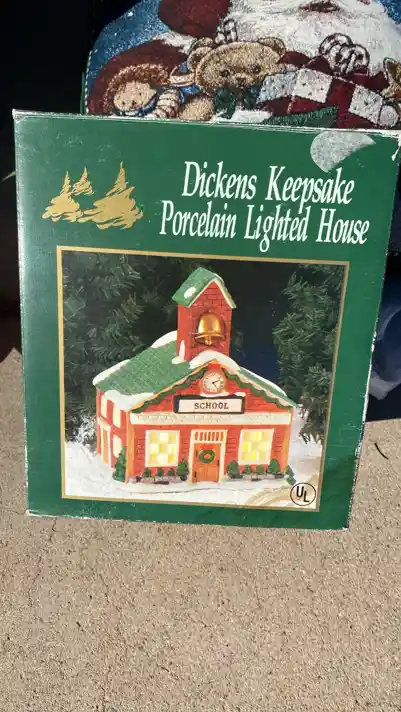 Dickens Keepsake
Porcelain Lighted House
SCHOOL
UL